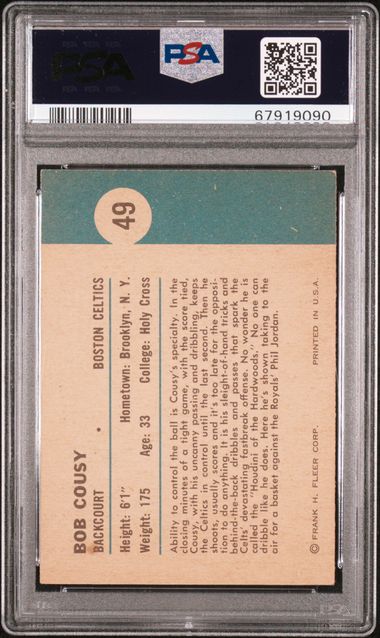 PSA
PSA
67919090
49
BOB COUSY
BACKCOURT • BOSTON CELTICS
Height: 6'1" Hometown: Brooklyn, N. Y.
Weight: 175 Age: 33 College: Holy Cross
Ability to control the ball is Cousy's specialty. In the
closing minutes of a tight game, with the score tied,
Cousy, with his uncanny passing and dribbling, keeps
the Celtics in control until the last second. Then he
shoots, usually scores and it's too late for the opposi-
tion to do anything. It is his sleight-of-hand tricks and
behind-the-back dribbles and passes that spark the
Celts' devastating fastbreak offense. No wonder he is
called the "Houdini of the Hardwoods." No one can
dribble like he does. Here he's shown taking to the
air for a basket against the Royals' Phil Jordan.
© FRANK H. FLEER CORP. PRINTED IN U.S.A.
PSA